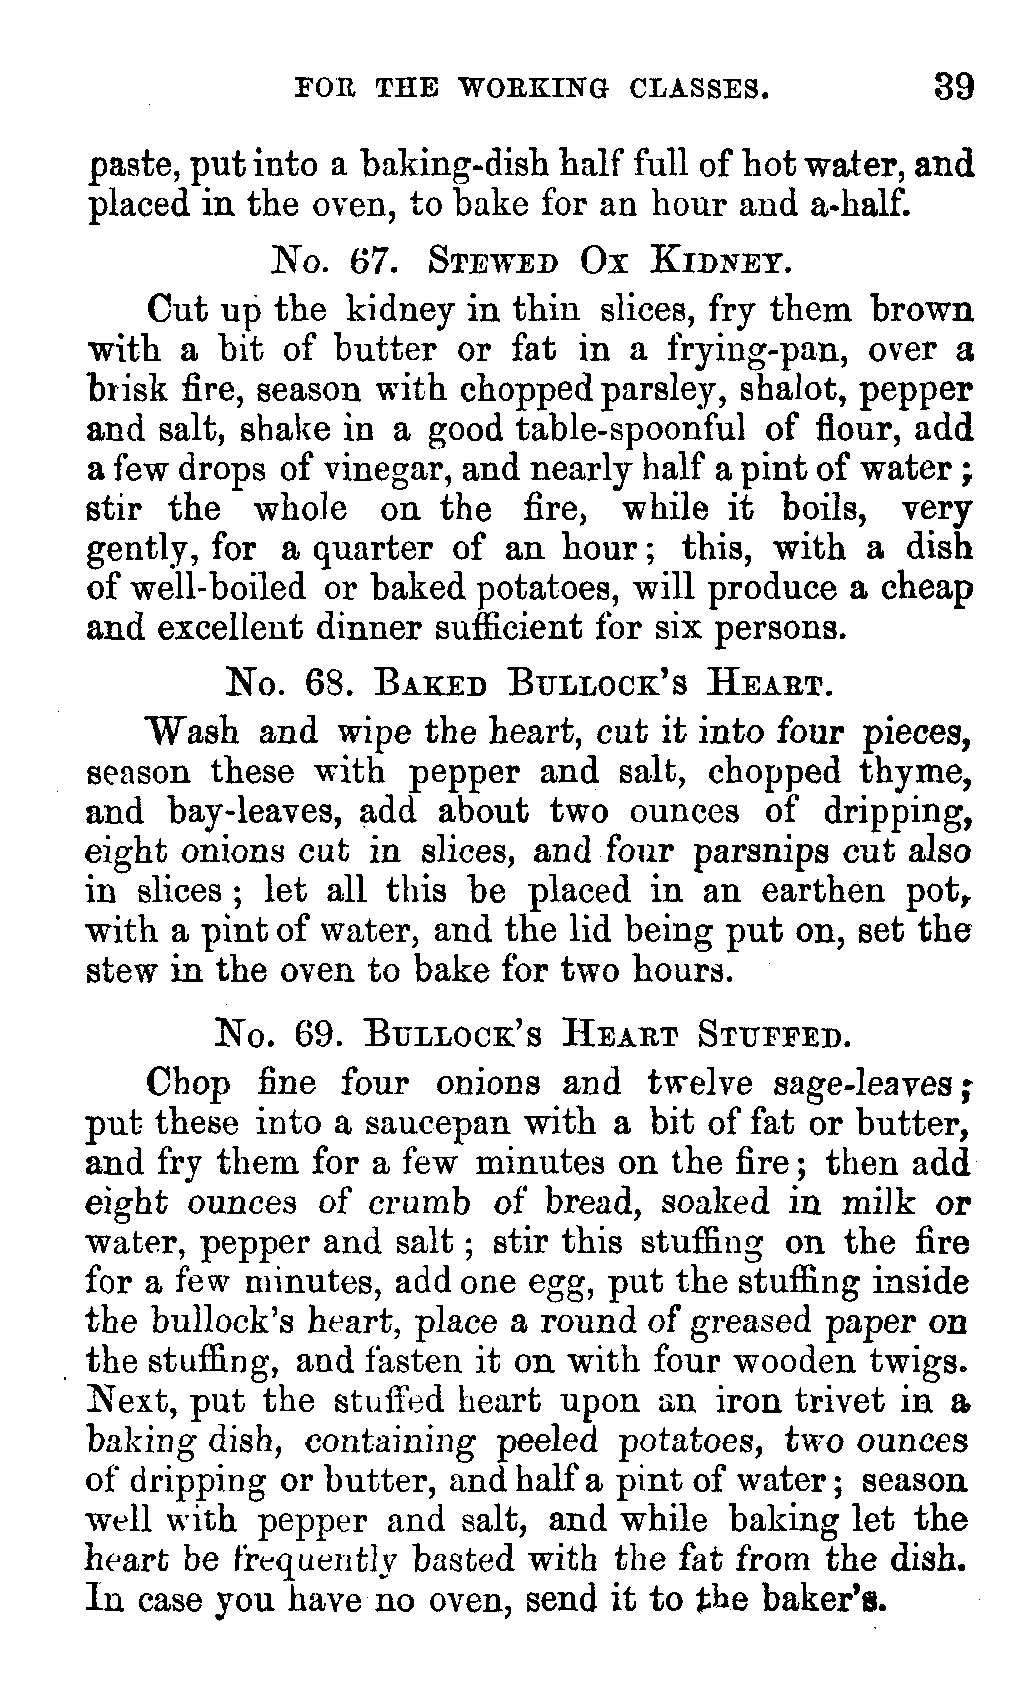 FOR THE WORKING CLASSES. 39
paste, put into a baking-dish half full of hot water, and
placed in the oven, to bake for an hour and a-half.
No. 67. Stewed Ox Kidney.
Cut up the kidney in thin slices, fry them brown
with a bit of butter or fat in a frying-pan, over a
brisk fire, season with chopped parsley, shalot, pepper
and salt, shake in a good table-spoonful of flour, add
a few drops of vinegar, and nearly half a pint of water;
stir the whole on the fire, while it boils, very
gently, for a quarter of an hour; this, with a dish
of well-boiled or baked potatoes, will produce a cheap
and excellent dinner sufficient for six persons.
No. 68. Baked Bullock's Heart.
Wash and wipe the heart, cut it into four pieces,
season these with pepper and salt, chopped thyme,
and bay-leaves, add about two ounces of dripping,
eight onions cut in slices, and four parsnips cut also
in slices; let all this be placed in an earthen pot,
with a pint of water, and the lid being put on, set the
stew in the oven to bake for two hours.
No. 69. Bullock's Heart Stuffed.
Chop fine four onions and twelve sage-leaves;
put these into a saucepan with a bit of fat or butter,
and fry them for a few minutes on the fire; then add
eight ounces of crumb of bread, soaked in milk or
water, pepper and salt; stir this stuffing on the fire
for a few minutes, add one egg, put the stuffing inside
the bullock's heart, place a round of greased paper on
the stuffing, and fasten it on with four wooden twigs.
Next, put the stuffed heart upon an iron trivet in a
baking dish, containing peeled potatoes, two ounces
of dripping or butter, and half a pint of water; season
well with pepper and salt, and while baking let the
heart be frequently basted with the fat from the dish.
In case you have no oven, send it to the baker's.